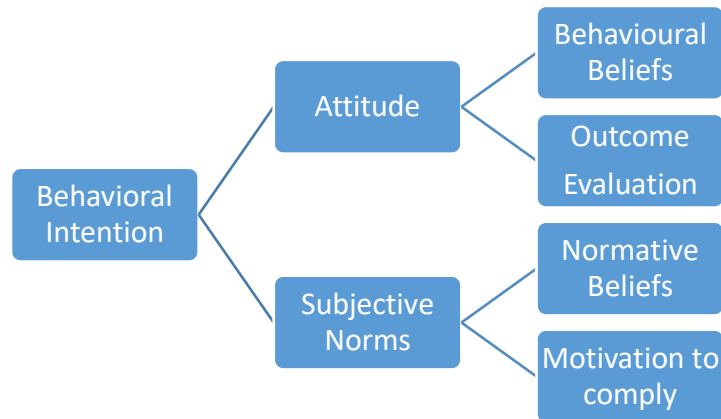 Behavioural
Beliefs
Attitude
Outcome
Evaluation
Behavioral
Intention
Normative
Beliefs
Subjective
Norms
Motivation to
comply